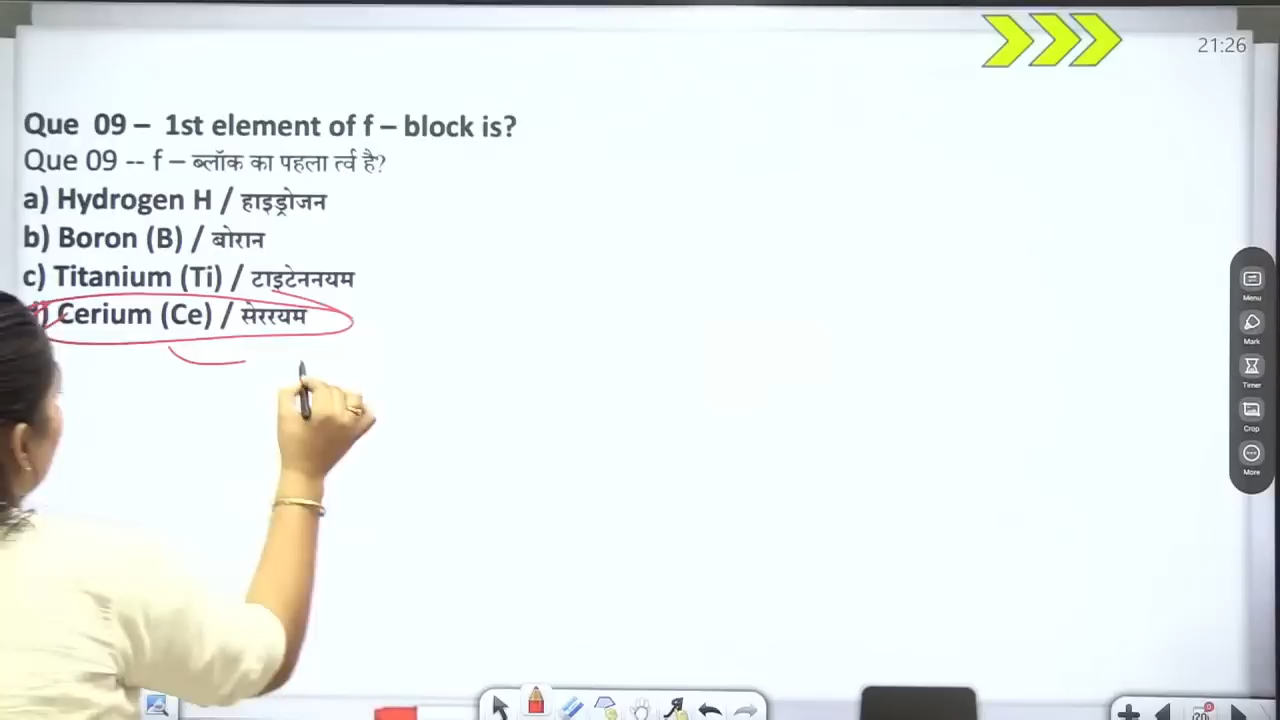 21:26
Que 09 – 1st element of f – block is?
Que 09 -- f – ब्लॉक का पहला र्त्व है?
a) Hydrogen H / हाइड्रोजन
b) Boron (B) / बोरान
c) Titanium (Ti) / टाइटेननयम
Cerium (Ce) / सेररयम
Menu
Mark
Timer
Crop
More